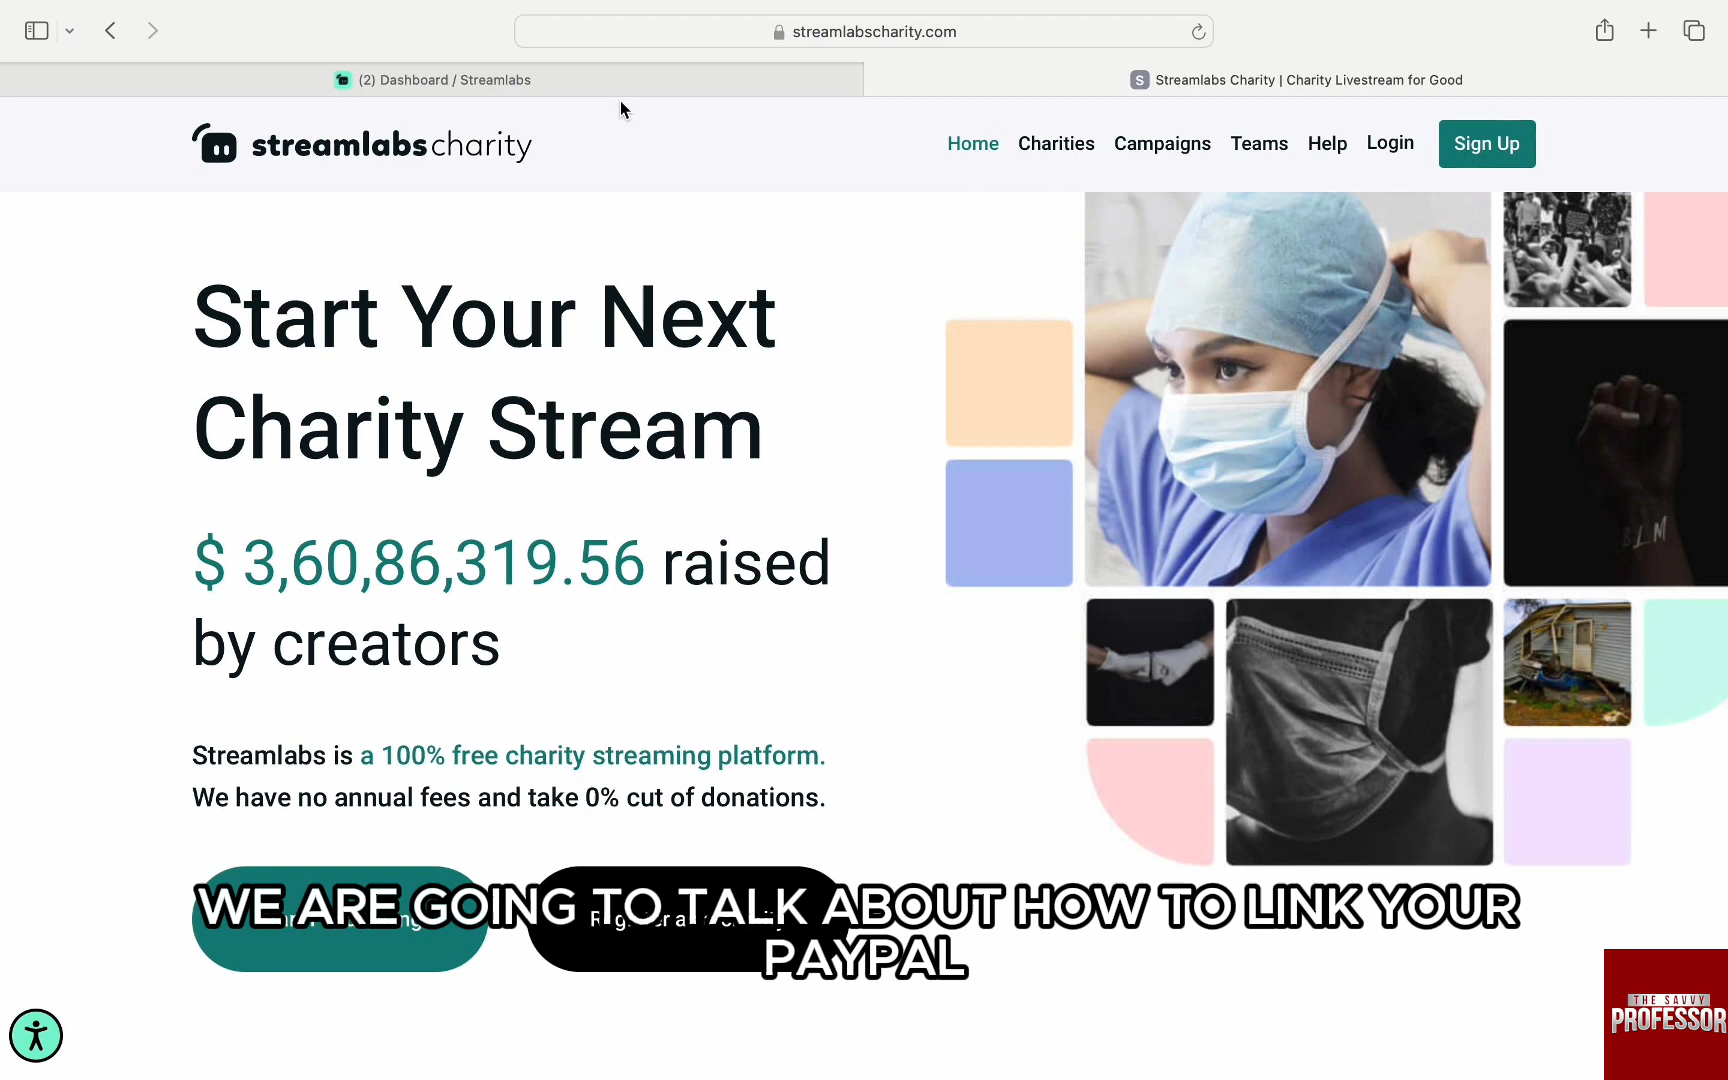 streamlabscharity.com
(2) Dashboard / Streamlabs
S Streamlabs Charity | Charity Livestream for Good
streamlabscharity
Home Charities Campaigns Teams Help Login Sign Up
Start Your Next
Charity Stream
$ 3,60,86,319.56 raised
by creators
Streamlabs is a 100% free charity streaming platform.
We have no annual fees and take 0% cut of donations.
WE ARE GOING TO TALK ABOUT HOW TO LINK YOUR
PAYPAL
BLM
THE SAVVY
PROFESSOR